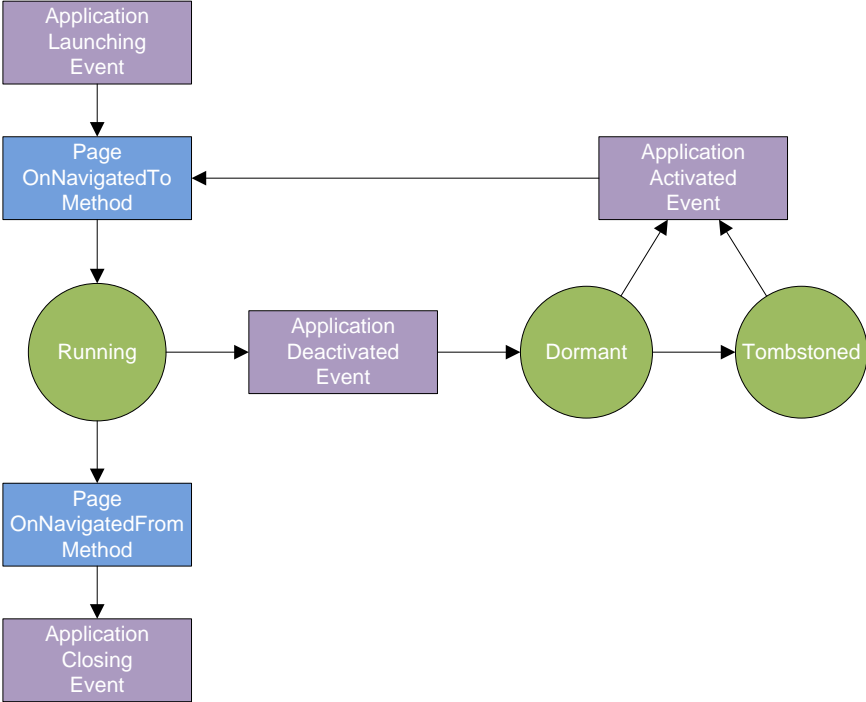 Application
Launching
Event
Page
OnNavigatedTo
Method
Application
Activated
Event
Running
Application
Deactivated
Event
Dormant
Tombstoned
Page
OnNavigatedFrom
Method
Application
Closing
Event